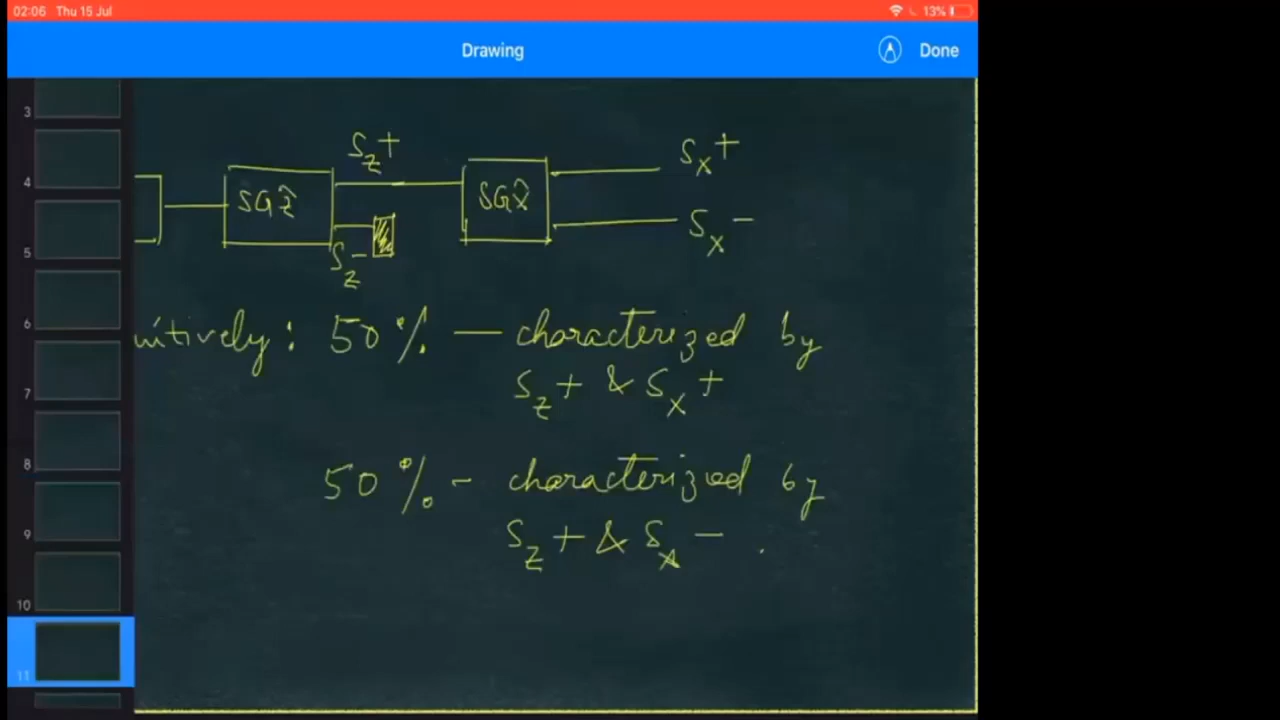 02:06 Thu 15 Jul 13%
Drawing Done
3
4
5
6
7
8
9
10
11
Sz+
SGẑ
Sz-
SGx̂
Sx+
Sx-
uitively: 50% — characterized by
Sz+ & Sx+
50% - characterized by
Sz+ & Sx - .